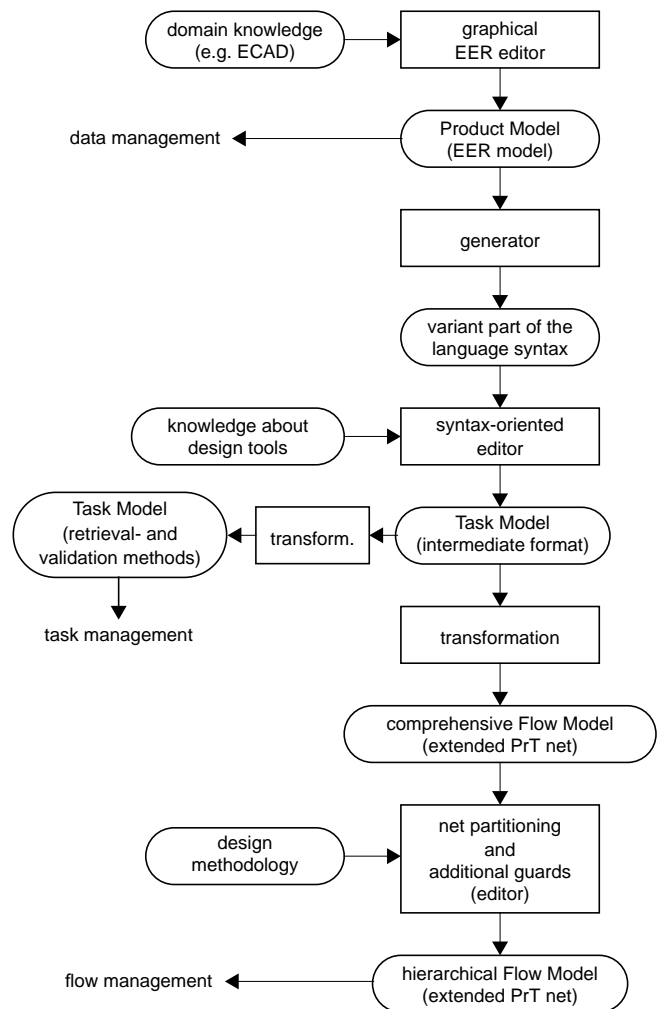 domain knowledge
(e.g. ECAD)
graphical
EER editor
data management
Product Model
(EER model)
generator
variant part of the
language syntax
knowledge about
design tools
syntax-oriented
editor
Task Model
(retrieval- and
validation methods)
transform.
Task Model
(intermediate format)
task management
transformation
comprehensive Flow Model
(extended PrT net)
design
methodology
net partitioning
and
additional guards
(editor)
flow management
hierarchical Flow Model
(extended PrT net)